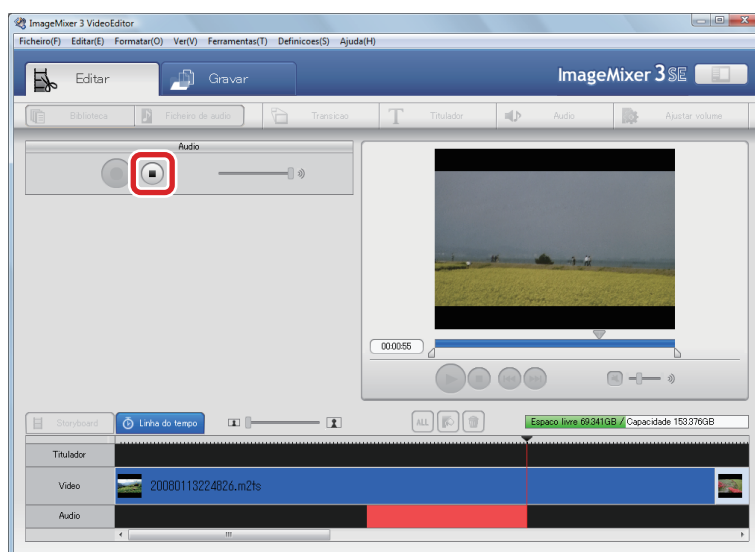 ImageMixer 3 VideoEditor
Ficheiro(F) Editar(E) Formatar(O) Ver(V) Ferramentas(T) Definicoes(S) Ajuda(H)
Editar
Gravar
ImageMixer 3 SE
Biblioteca
Ficheiro de audio
Transicao
T Titulador
Audio
Ajustar volume
Audio
00:00:55
Storyboard
Linha do tempo
ALL
Espaco livre 69.341GB / Capacidade 153.376GB
Titulador
Video
20080113224826.m2ts
Audio